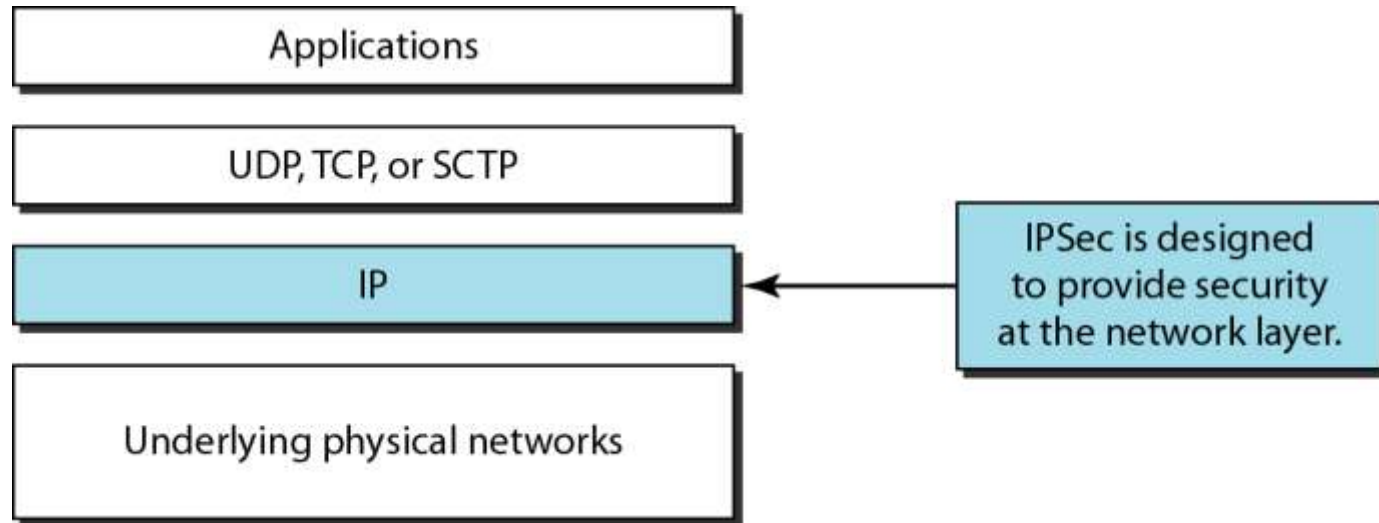 Applications
UDP, TCP, or SCTP
IP
IPSec is designed
to provide security
at the network layer.
Underlying physical networks